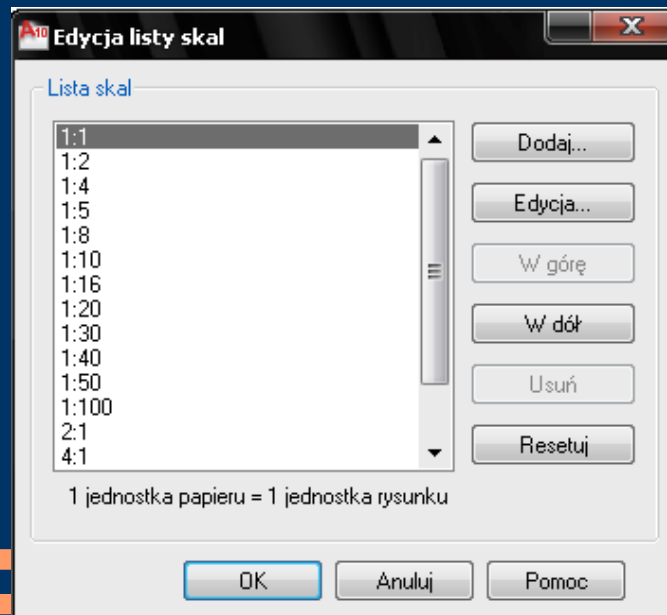 A10 Edycja listy skal
Lista skal
1:1
1:2
1:4
1:5
1:8
1:10
1:16
1:20
1:30
1:40
1:50
1:100
2:1
4:1
Dodaj...
Edycja...
W górę
W dół
Usuń
Resetuj
1 jednostka papieru = 1 jednostka rysunku
OK Anuluj Pomoc